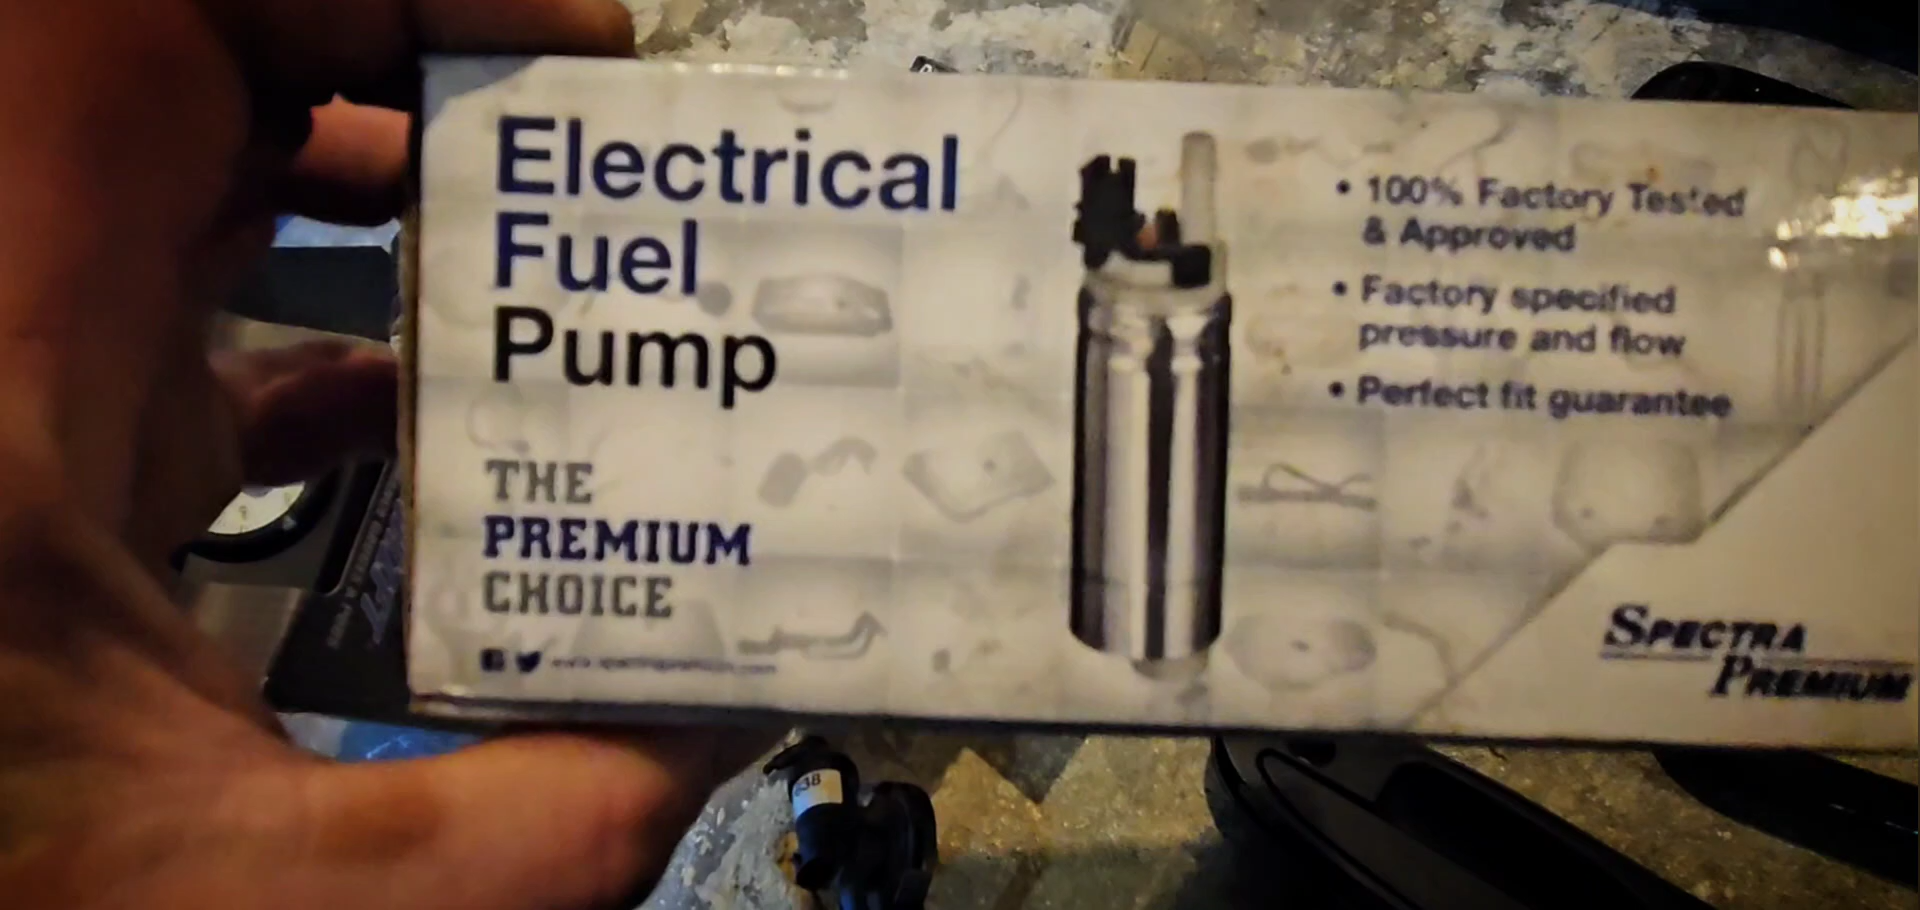 Electrical
Fuel
Pump
THE
PREMIUM
CHOICE
• 100% Factory Tested
& Approved
• Factory specified
pressure and flow
• Perfect fit guarantee
SPECTRA
PREMIUM